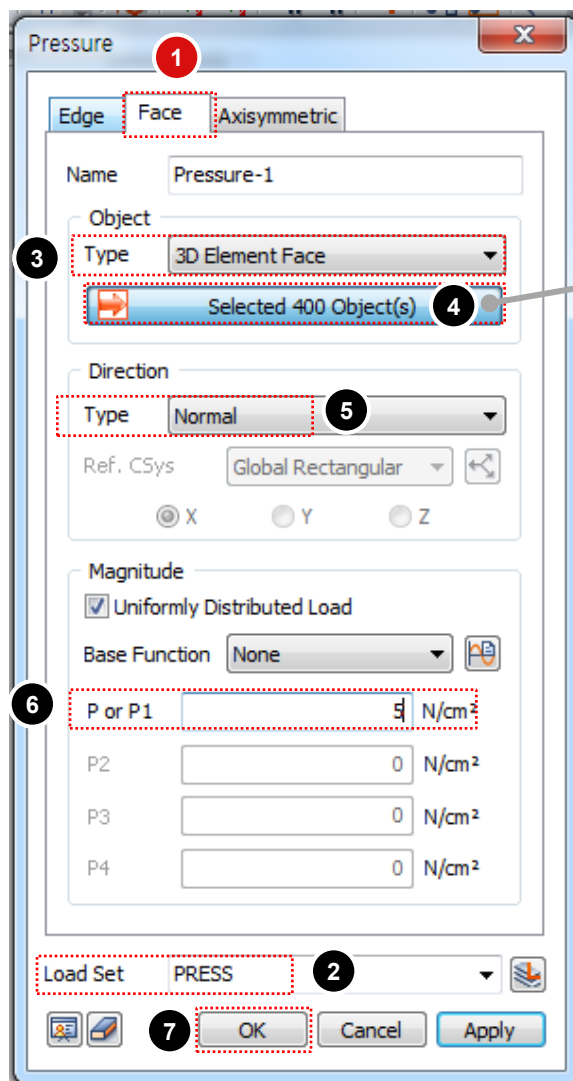 Pressure
1
Edge Face Axisymmetric
Name Pressure-1
Object
3 Type 3D Element Face
Selected 400 Object(s) 4
Direction
Type Normal 5
Ref. CSys Global Rectangular
X Y Z
Magnitude
Uniformly Distributed Load
Base Function None
6 P or P1 5 N/cm²
P2 0 N/cm²
P3 0 N/cm²
P4 0 N/cm²
Load Set PRESS 2
7 OK Cancel Apply